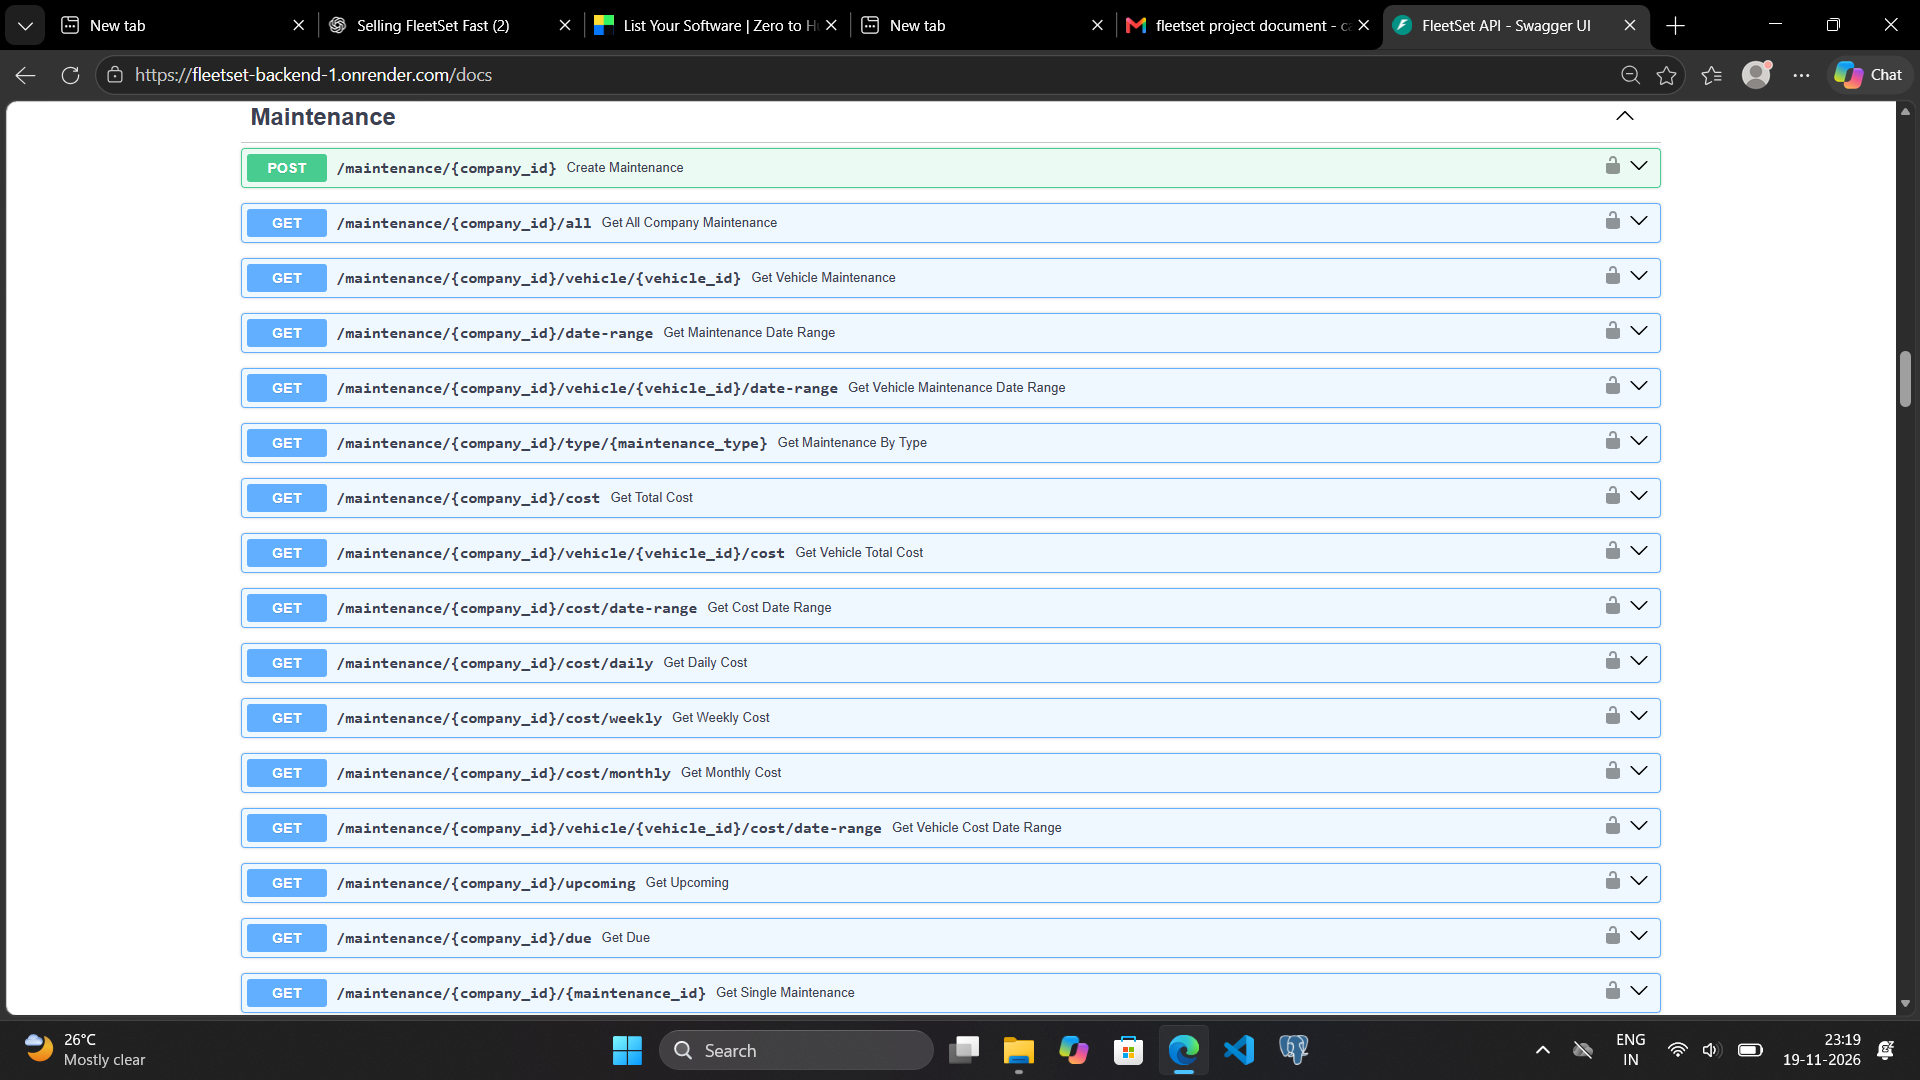 New tab
Selling FleetSet Fast (2)
List Your Software | Zero to H
New tab
fleetset project document - ca
FleetSet API - Swagger UI
https://fleetset-backend-1.onrender.com/docs
Chat
Maintenance
POST /maintenance/{company_id} Create Maintenance
GET /maintenance/{company_id}/all Get All Company Maintenance
GET /maintenance/{company_id}/vehicle/{vehicle_id} Get Vehicle Maintenance
GET /maintenance/{company_id}/date-range Get Maintenance Date Range
GET /maintenance/{company_id}/vehicle/{vehicle_id}/date-range Get Vehicle Maintenance Date Range
GET /maintenance/{company_id}/type/{maintenance_type} Get Maintenance By Type
GET /maintenance/{company_id}/cost Get Total Cost
GET /maintenance/{company_id}/vehicle/{vehicle_id}/cost Get Vehicle Total Cost
GET /maintenance/{company_id}/cost/date-range Get Cost Date Range
GET /maintenance/{company_id}/cost/daily Get Daily Cost
GET /maintenance/{company_id}/cost/weekly Get Weekly Cost
GET /maintenance/{company_id}/cost/monthly Get Monthly Cost
GET /maintenance/{company_id}/vehicle/{vehicle_id}/cost/date-range Get Vehicle Cost Date Range
GET /maintenance/{company_id}/upcoming Get Upcoming
GET /maintenance/{company_id}/due Get Due
GET /maintenance/{company_id}/{maintenance_id} Get Single Maintenance
26°C
Mostly clear
Search
ENG
IN
23:19
19-11-2026